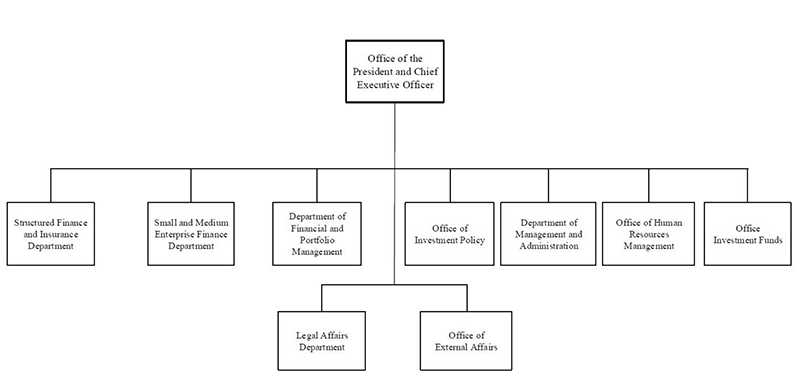 Office of the
President and Chief
Executive Officer
Structured Finance
and Insurance
Department
Small and Medium
Enterprise Finance
Department
Department of
Financial and
Portfolio
Management
Office of
Investment Policy
Department of
Management and
Administration
Office of Human
Resources
Management
Office
Investment Funds
Legal Affairs
Department
Office of
External Affairs